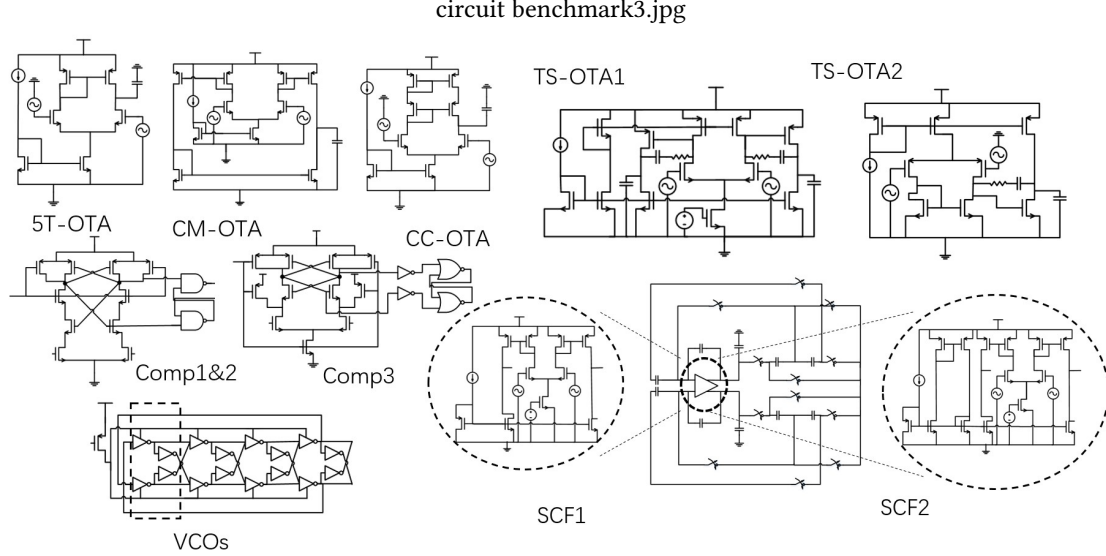 circuit benchmark3.jpg
TS-OTA1
TS-OTA2
5T-OTA
CM-OTA
CC-OTA
Comp1&2
Comp3
SCF1
SCF2
VCOs